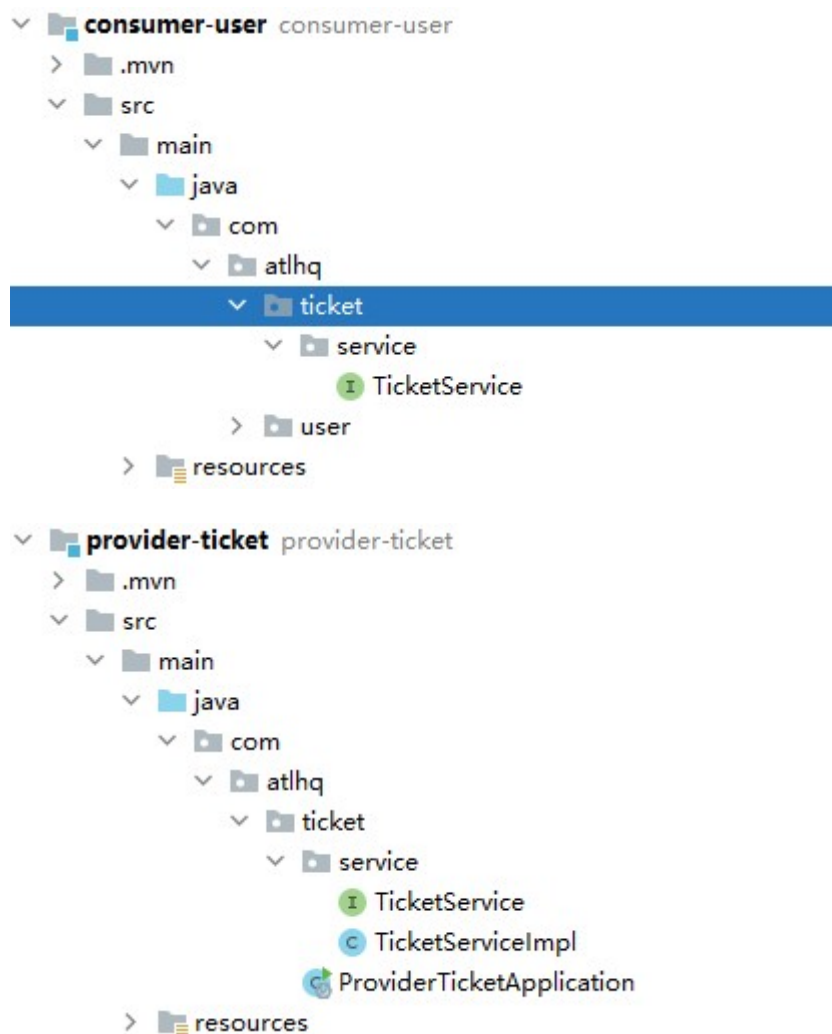 consumer-user consumer-user
.mvn
src
main
java
com
atlhq
ticket
service
I TicketService
user
resources
provider-ticket provider-ticket
.mvn
src
main
java
com
atlhq
ticket
service
I TicketService
C TicketServiceImpl
ProviderTicketApplication
resources